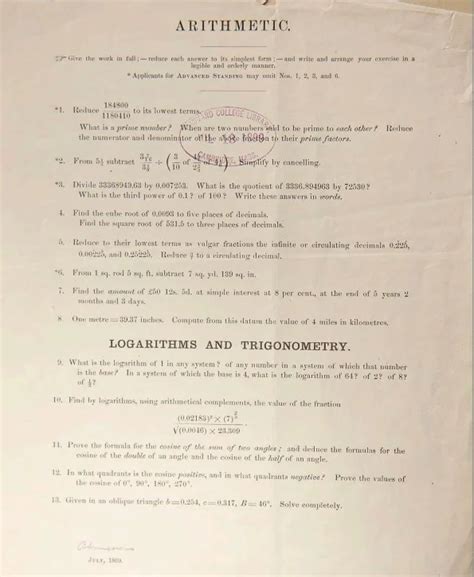 ARITHMETIC.
Give the work in full; — reduce each answer to its simplest form; — and write and arrange your exercise in a
legible and orderly manner.
* Applicants for ADVANCED STANDING may omit Nos. 1, 2, 3, and 6.
*1. Reduce 184800/1180410 to its lowest terms.
What is a prime number? When are two numbers said to be prime to each other? Reduce
the numerator and denominator of the above fraction to their prime factors.
COLLEGE LIBRARY
CAMBRIDGE, MASS.
*2. From subtract ÷ ( of ). Simplify by cancelling.
*3. Divide 33368949.63 by 0.007253. What is the quotient of 3336.894963 by 72530?
What is the third power of 0.1? of 100? Write these answers in words.
4. Find the cube root of 0.0093 to five places of decimals.
Find the square root of 531.5 to three places of decimals.
5. Reduce to their lowest terms as vulgar fractions the infinite or circulating decimals 0.225,
0.00225, and 0.25225. Reduce to a circulating decimal.
*6. From 1 sq. rod 5 sq. ft. subtract 7 sq. yd. 139 sq. in.
7. Find the amount of £50 12s. 5d. at simple interest at 8 per cent., at the end of 5 years 2
months and 3 days.
8. One metre = 39.37 inches. Compute from this datum the value of 4 miles in kilometres.
LOGARITHMS AND TRIGONOMETRY.
9. What is the logarithm of 1 in any system? of any number in a system of which that number
is the base? In a system of which the base is 4, what is the logarithm of 64? of 2? of 8?
of ½?
10. Find by logarithms, using arithmetical complements, the value of the fraction
(0.02183)² × (7)
√(0.0046) × 23.309
11. Prove the formula for the cosine of the sum of two angles; and deduce the formulas for the
cosine of the double of an angle and the cosine of the half of an angle.
12. In what quadrants is the cosine positive, and in what quadrants negative? Prove the values of
the cosine of 0°, 90°, 180°, 270°.
13. Given in an oblique triangle b = 0.254, c = 0.317, B = 46°. Solve completely.
JULY, 1869.